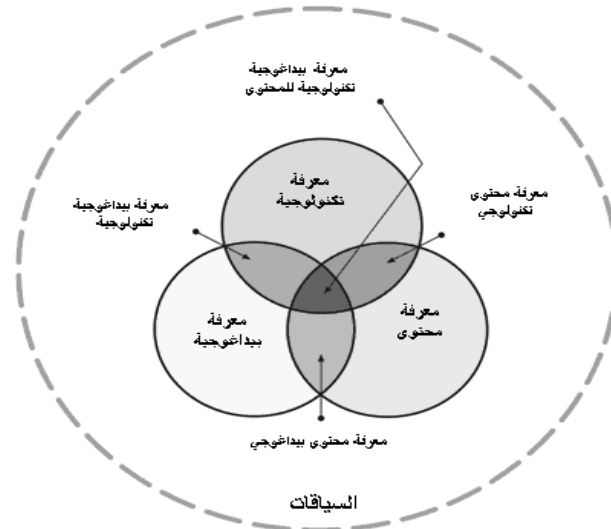 معرفة بيداغوجية
تكنولوجية للمحتوى
معرفة
تكنولوجية
معرفة محتوى
تكنولوجي
معرفة بيداغوجية
تكنولوجية
معرفة
محتوى
معرفة
بيداغوجية
معرفة محتوى بيداغوجي
السياقات